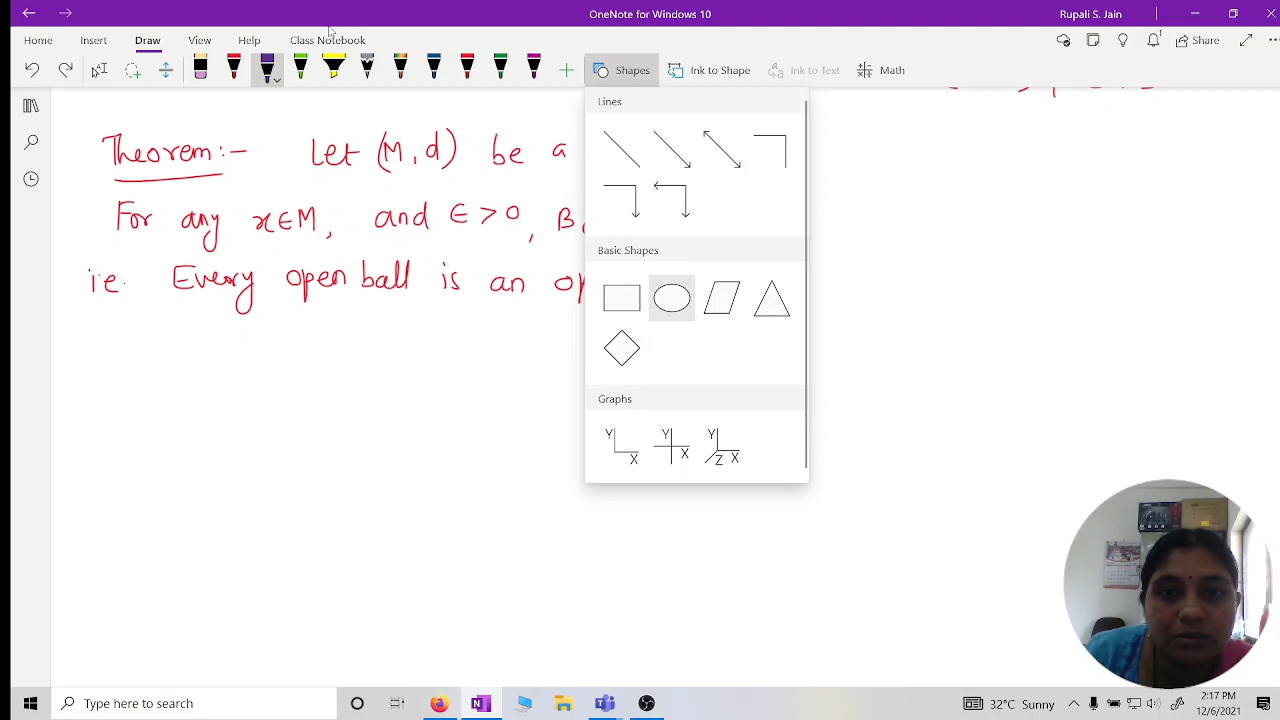 OneNote for Windows 10
Rupali S. Jain
Home Insert Draw View Help Class Notebook Share
Shapes Ink to Shape Ink to Text Math
Lines
Theorem:- Let (M, d) be a
For any x∈M, and ∈ > 0, B
Basic Shapes
i.e. Every open ball is an op
Graphs
Y X Y X Y Z X
Type here to search
32°C Sunny
2:17 PM
12/6/2021